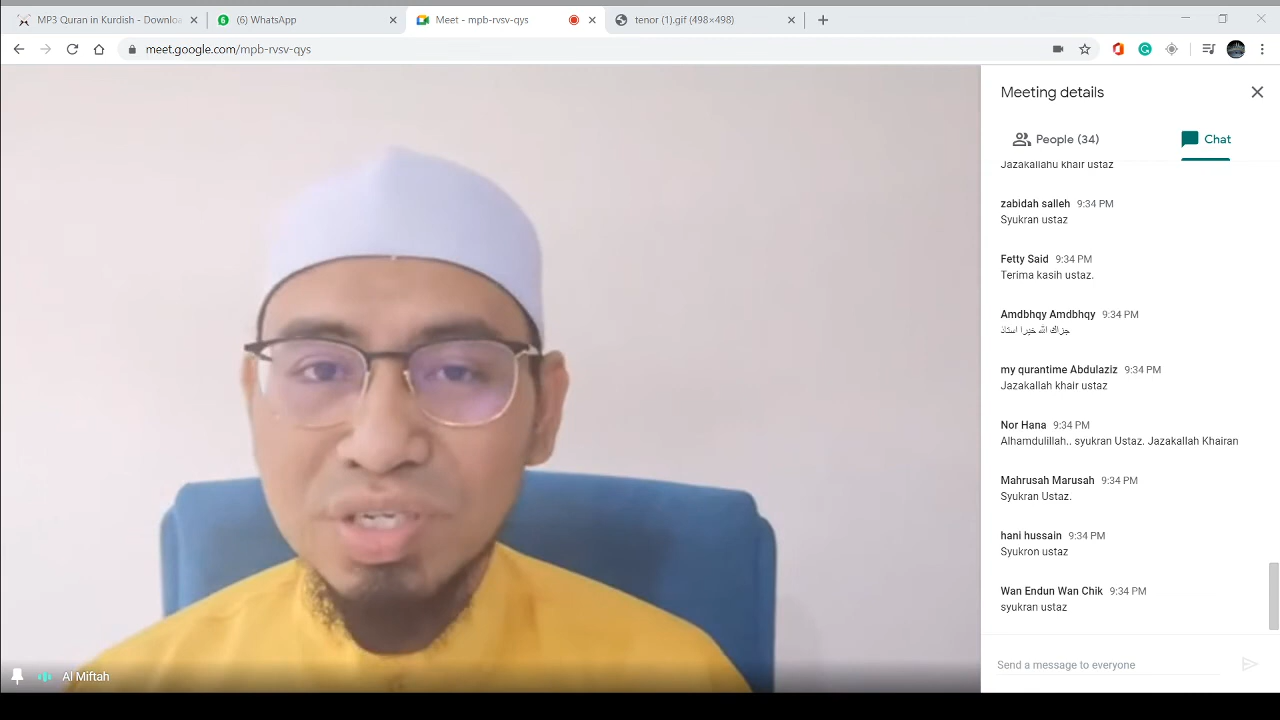 MP3 Quran in Kurdish - Downloa
(6) WhatsApp
Meet - mpb-rvsv-qys
tenor (1).gif (498×498)
meet.google.com/mpb-rvsv-qys
Meeting details
People (34)
Chat
Jazakallahu khair ustaz
zabidah salleh 9:34 PM
Syukran ustaz
Fetty Said 9:34 PM
Terima kasih ustaz.
Amdbhqy Amdbhqy 9:34 PM
جزاك الله خيرا استاذ
my qurantime Abdulaziz 9:34 PM
Jazakallah khair ustaz
Nor Hana 9:34 PM
Alhamdulillah.. syukran Ustaz. Jazakallah Khairan
Mahrusah Marusah 9:34 PM
Syukran Ustaz.
hani hussain 9:34 PM
Syukron ustaz
Wan Endun Wan Chik 9:34 PM
syukran ustaz
Send a message to everyone
Al Miftah